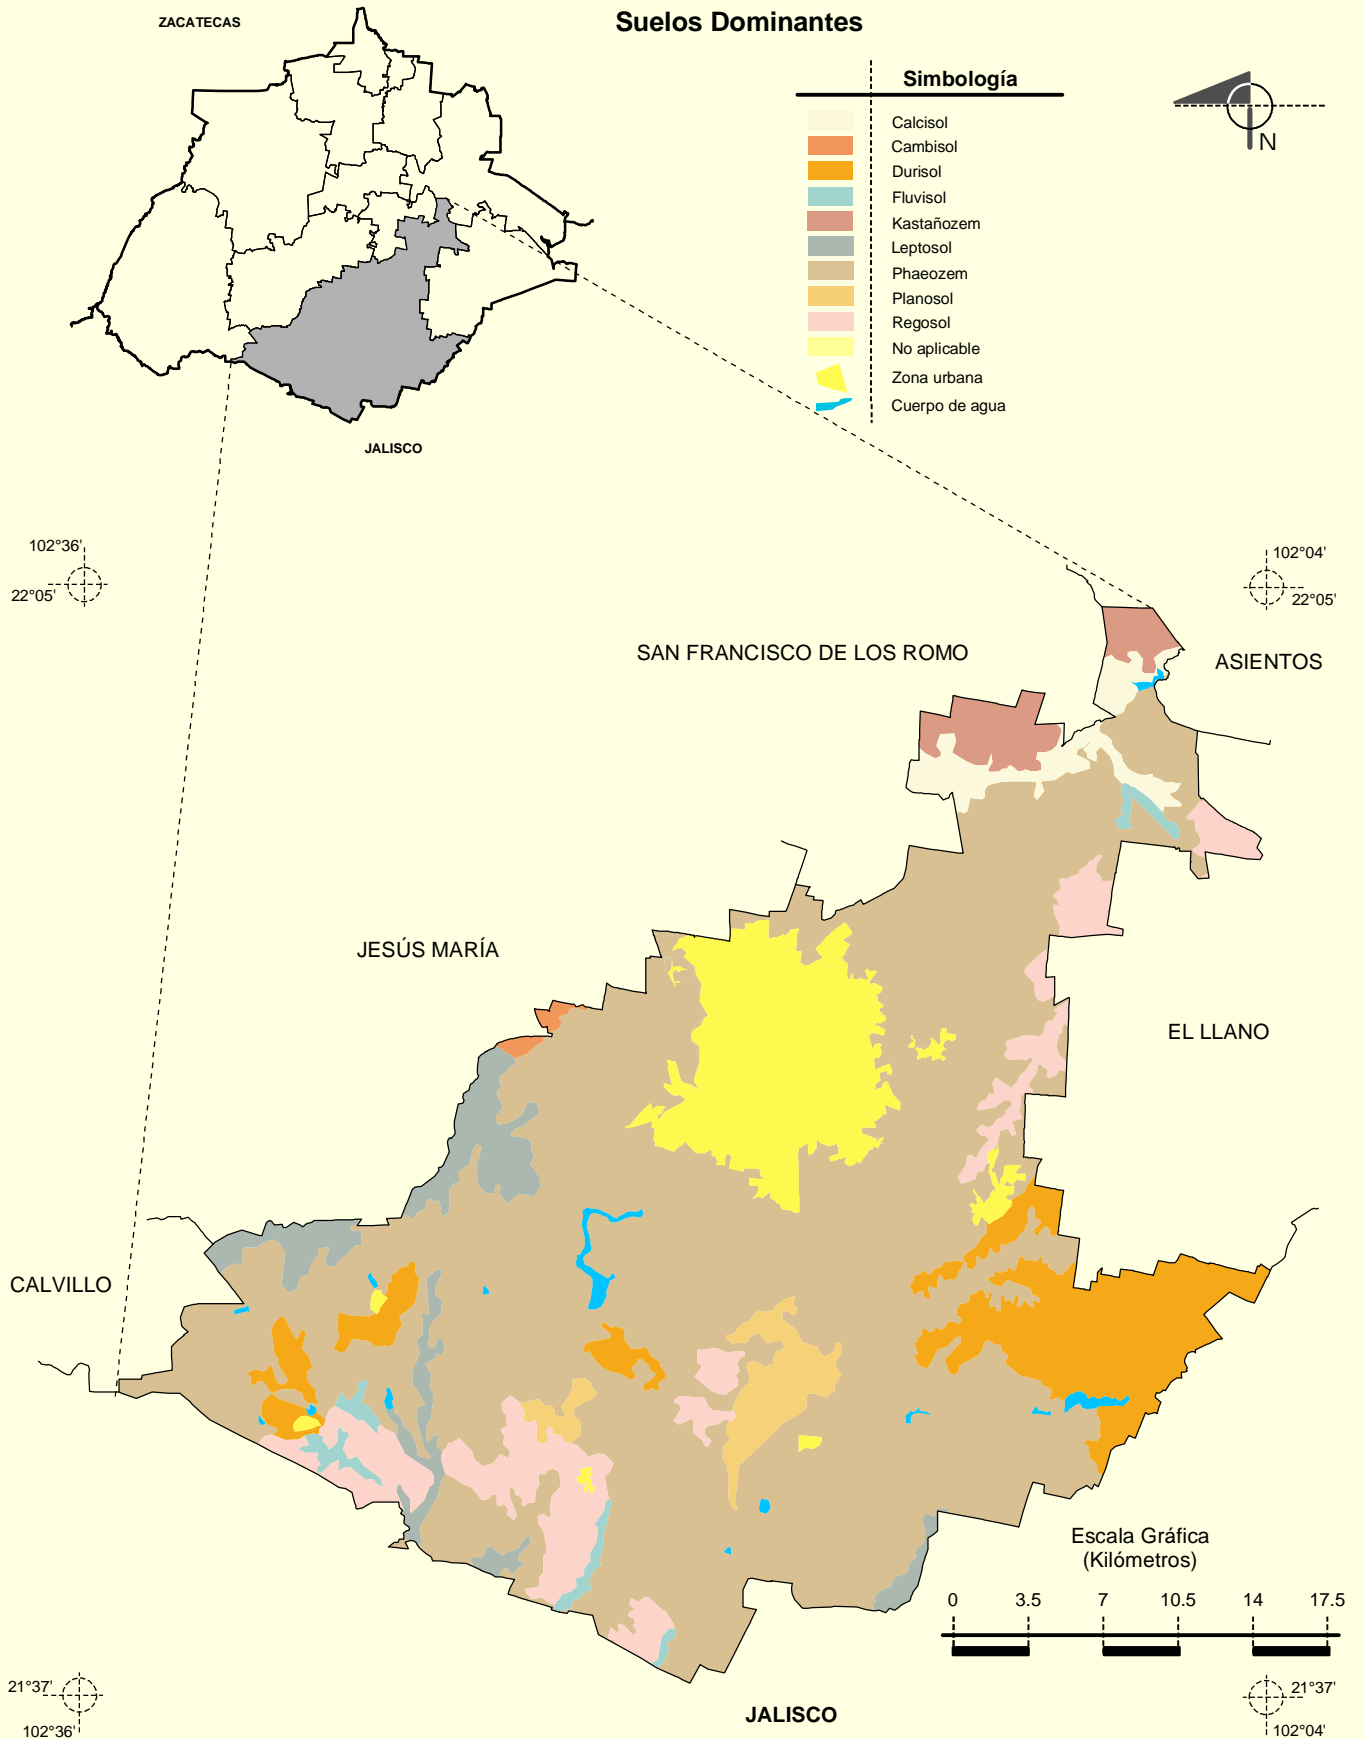 Suelos Dominantes
ZACATECAS
Simbología
Calcisol
Cambisol
Durisol
Fluvisol
Kastañozem
Leptosol
Phaeozem
Planosol
Regosol
No aplicable
Zona urbana
Cuerpo de agua
N
JALISCO
102°36'
22°05'
102°04'
22°05'
SAN FRANCISCO DE LOS ROMO
ASIENTOS
JESÚS MARÍA
EL LLANO
CALVILLO
Escala Gráfica
(Kilómetros)
0 3.5 7 10.5 14 17.5
21°37'
102°36'
JALISCO
21°37'
102°04'